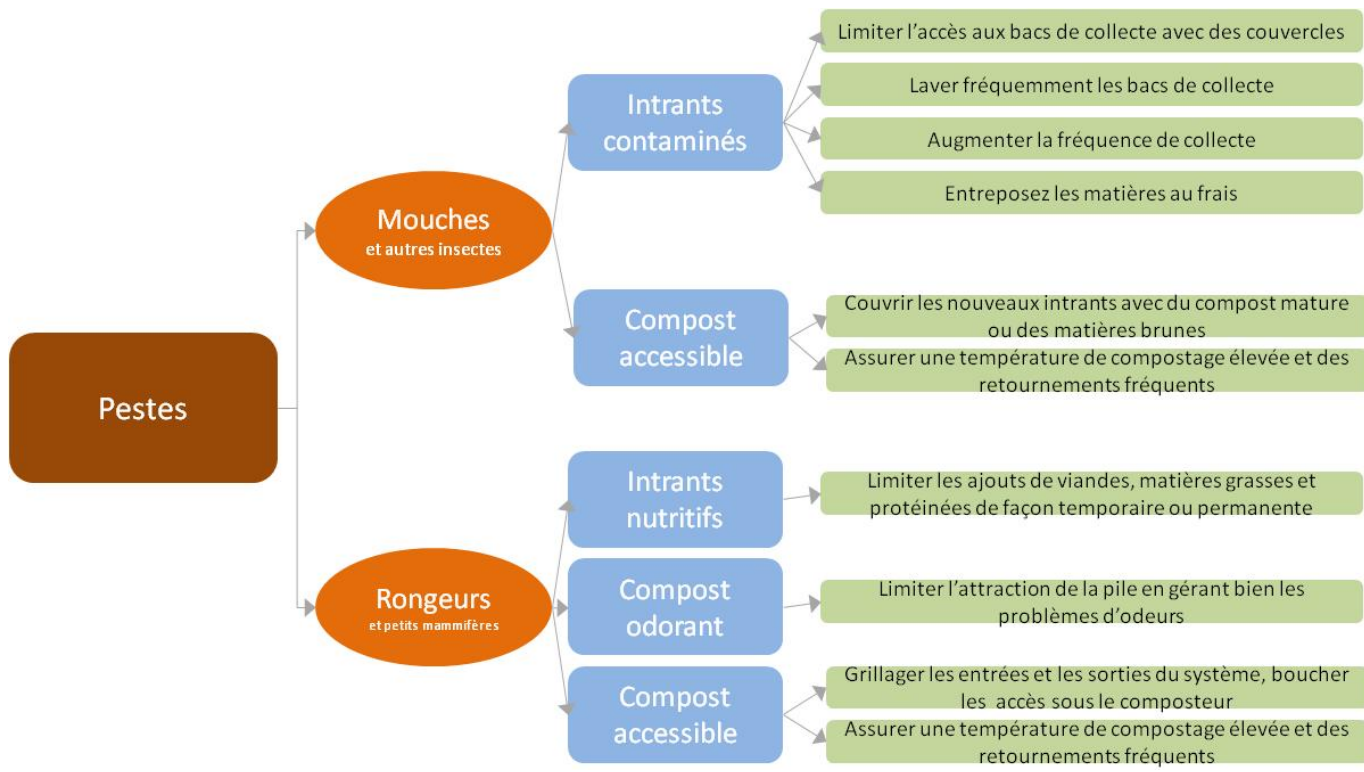 Pestes
Mouches
et autres insectes
Intrants
contaminés
Limiter l'accès aux bacs de collecte avec des couvercles
Laver fréquemment les bacs de collecte
Augmenter la fréquence de collecte
Entreposez les matières au frais
Compost
accessible
Couvrir les nouveaux intrants avec du compost mature
ou des matières brunes
Assurer une température de compostage élevée et des
retournements fréquents
Rongeurs
et petits mammifères
Intrants
nutritifs
Limiter les ajouts de viandes, matières grasses et
protéinées de façon temporaire ou permanente
Compost
odorant
Limiter l'attraction de la pile en gérant bien les
problèmes d'odeurs
Compost
accessible
Grillager les entrées et les sorties du système, boucher
les accès sous le composteur
Assurer une température de compostage élevée et des
retournements fréquents